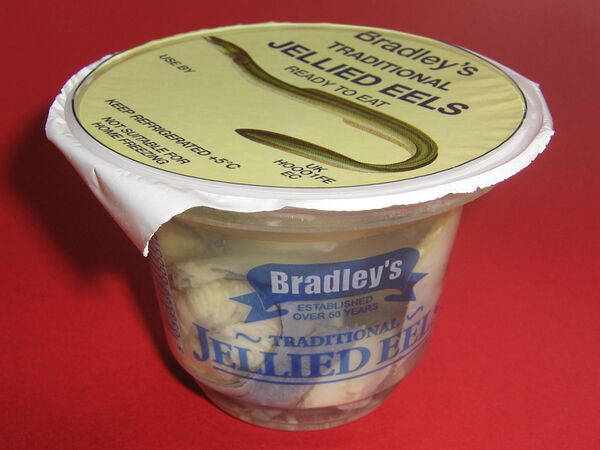 Bradley's
TRADITIONAL
JELLIED EELS
READY TO EAT
USE BY
KEEP REFRIGERATED +5°C
NOT SUITABLE FOR
HOME FREEZING
UK
HO001FE
EC
Bradley's
ESTABLISHED
OVER 50 YEARS
TRADITIONAL
JELLIED EELS